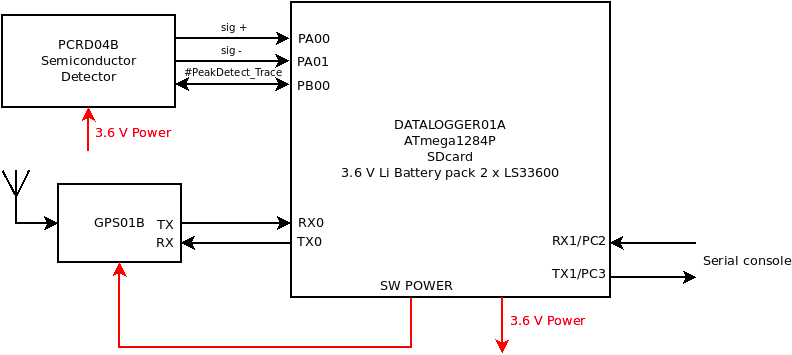 PCRD04B
Semiconductor
Detector
sig +
sig -
#PeakDetect_Trace
PA00
PA01
PB00
3.6 V Power
DATALOGGER01A
ATmega1284P
SDcard
3.6 V Li Battery pack 2 x LS33600
GPS01B
TX
RX
RX0
TX0
RX1/PC2
TX1/PC3
Serial console
SW POWER
3.6 V Power